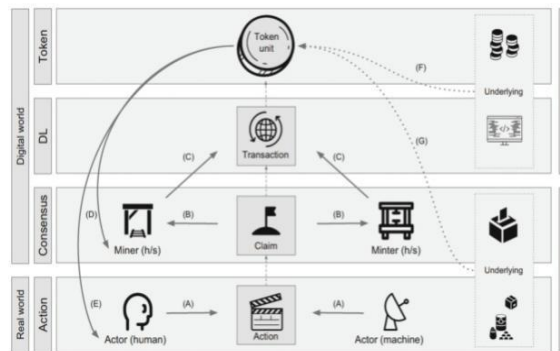 Digital world
Real world
Token
DL
Consensus
Action
Token
unit
(F)
Underlying
(G)
(C)
(C)
Transaction
(D)
(B)
(B)
Miner (h/s)
Claim
Minter (h/s)
Underlying
(E)
(A)
(A)
Actor (human)
Action
Actor (machine)